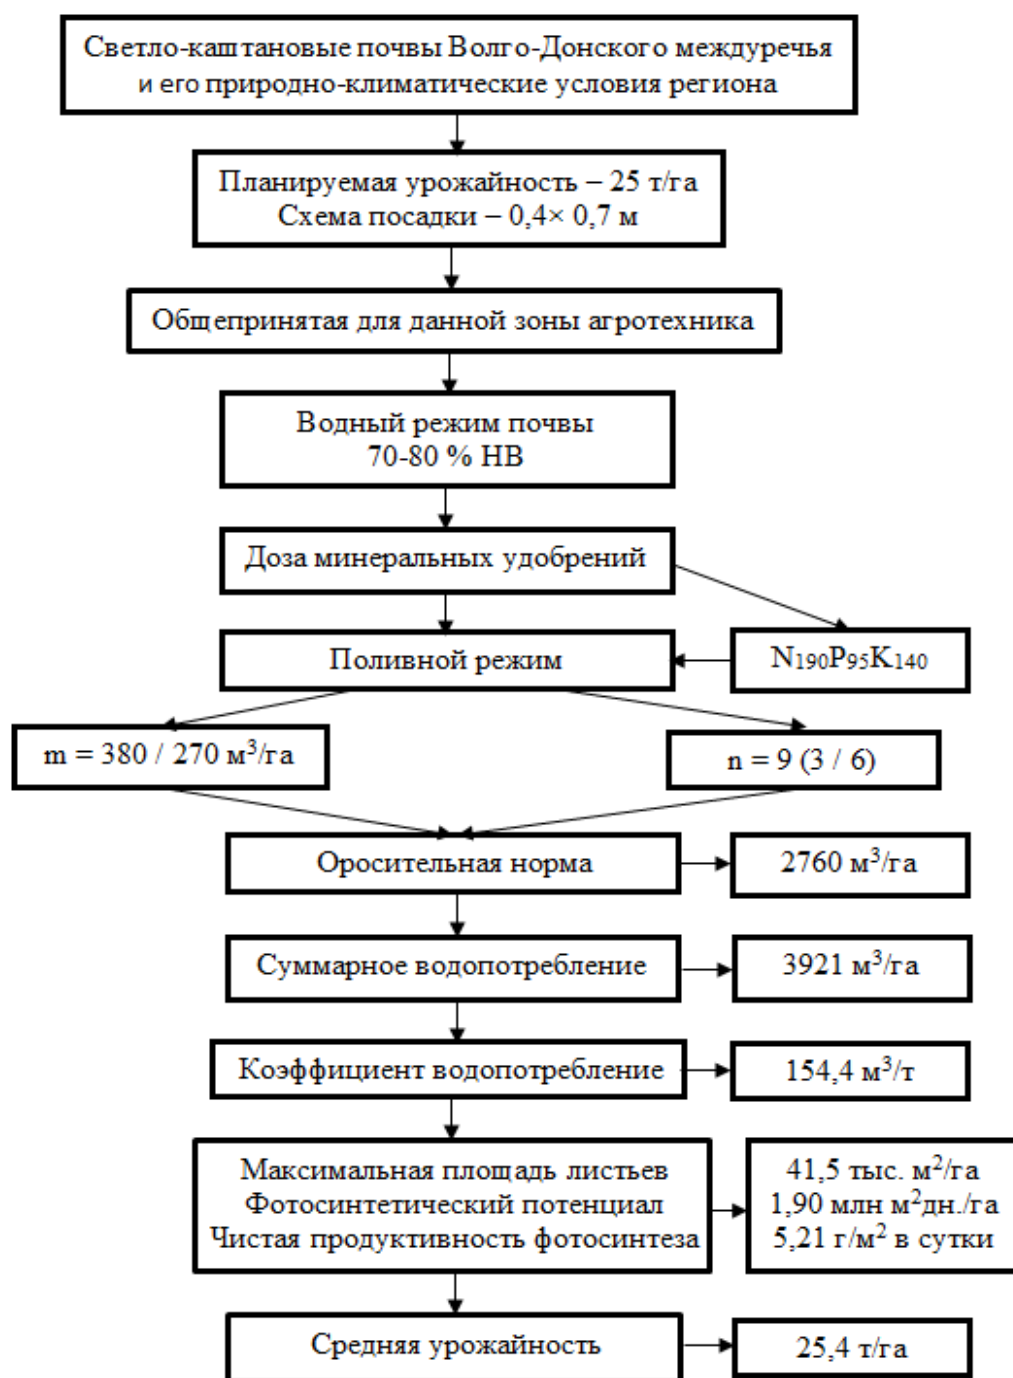 Светло-каштановые почвы Волго-Донского междуречья
и его природно-климатические условия региона
Планируемая урожайность – 25 т/га
Схема посадки – 0,4× 0,7 м
Общепринятая для данной зоны агротехника
Водный режим почвы
70-80 % НВ
Доза минеральных удобрений
Поливной режим
N₁₉₀P₉₅K₁₄₀
m = 380 / 270 м³/га
n = 9 (3 / 6)
Оросительная норма
2760 м³/га
Суммарное водопотребление
3921 м³/га
Коэффициент водопотребление
154,4 м³/т
Максимальная площадь листьев
Фотосинтетический потенциал
Чистая продуктивность фотосинтеза
41,5 тыс. м²/га
1,90 млн м²дн./га
5,21 г/м² в сутки
Средняя урожайность
25,4 т/га